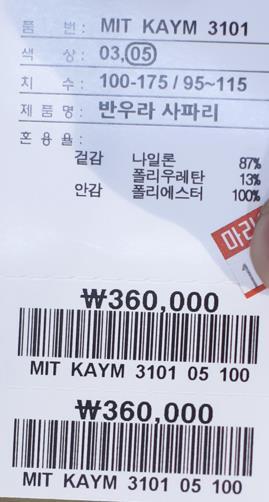 품 번 : MIT KAYM 3101
색 상 : 03, 05
치 수 : 100-175 / 95~115
제 품 명 : 반우라 사파리
혼 용 율 :
겉감 나일론 87%
폴리우레탄 13%
안감 폴리에스터 100%
1
₩360,000
MIT KAYM 3101 05 100
₩360,000
MIT KAYM 3101 05 100